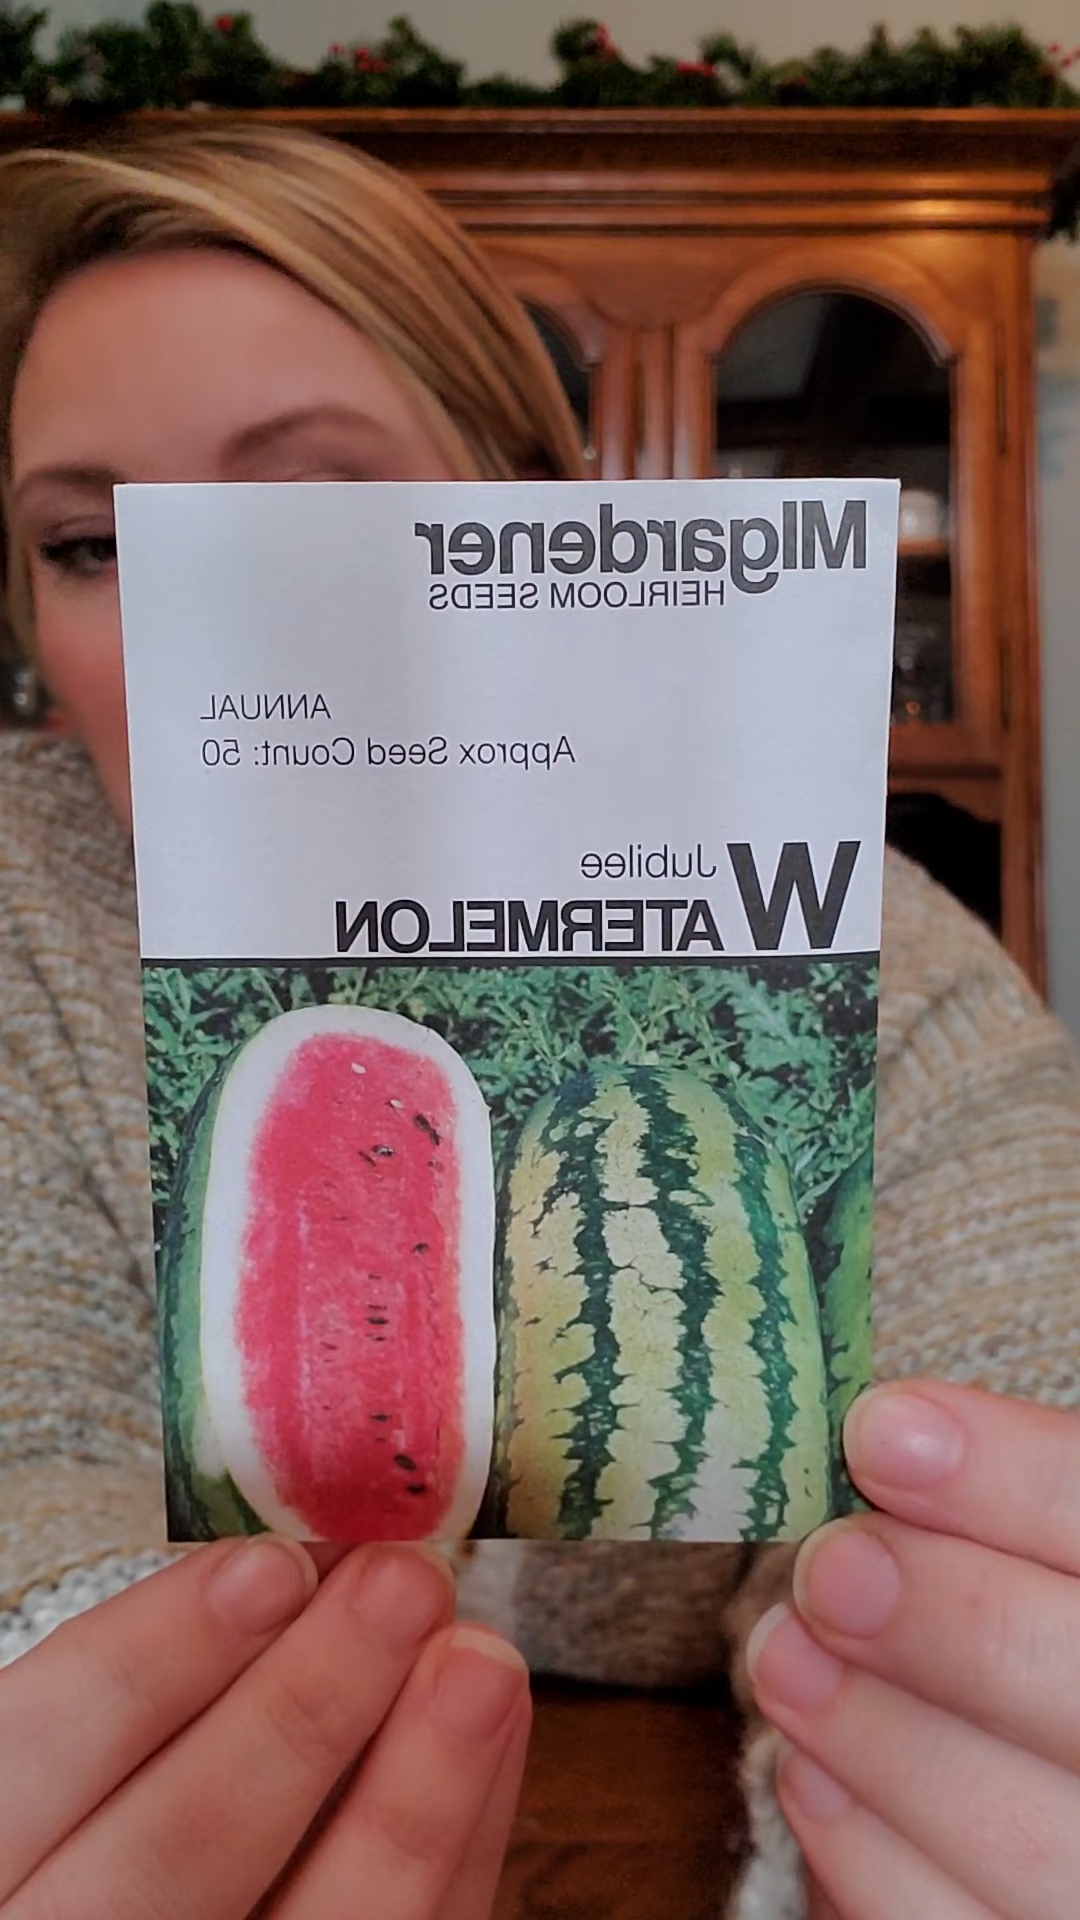 MIgardener
HEIRLOOM SEEDS
ANNUAL
Approx Seed Count: 50
Jubilee
WATERMELON